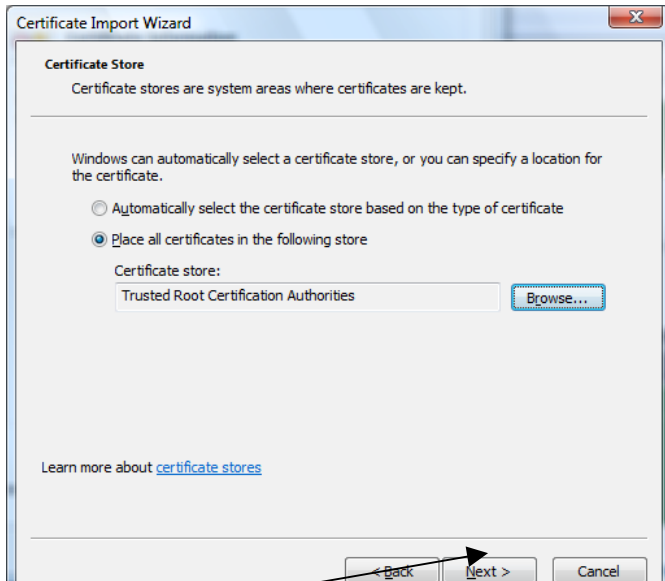 Certificate Import Wizard
Certificate Store
Certificate stores are system areas where certificates are kept.
Windows can automatically select a certificate store, or you can specify a location for
the certificate.
Automatically select the certificate store based on the type of certificate
Place all certificates in the following store
Certificate store:
Trusted Root Certification Authorities
Browse...
Learn more about certificate stores
< Back
Next >
Cancel